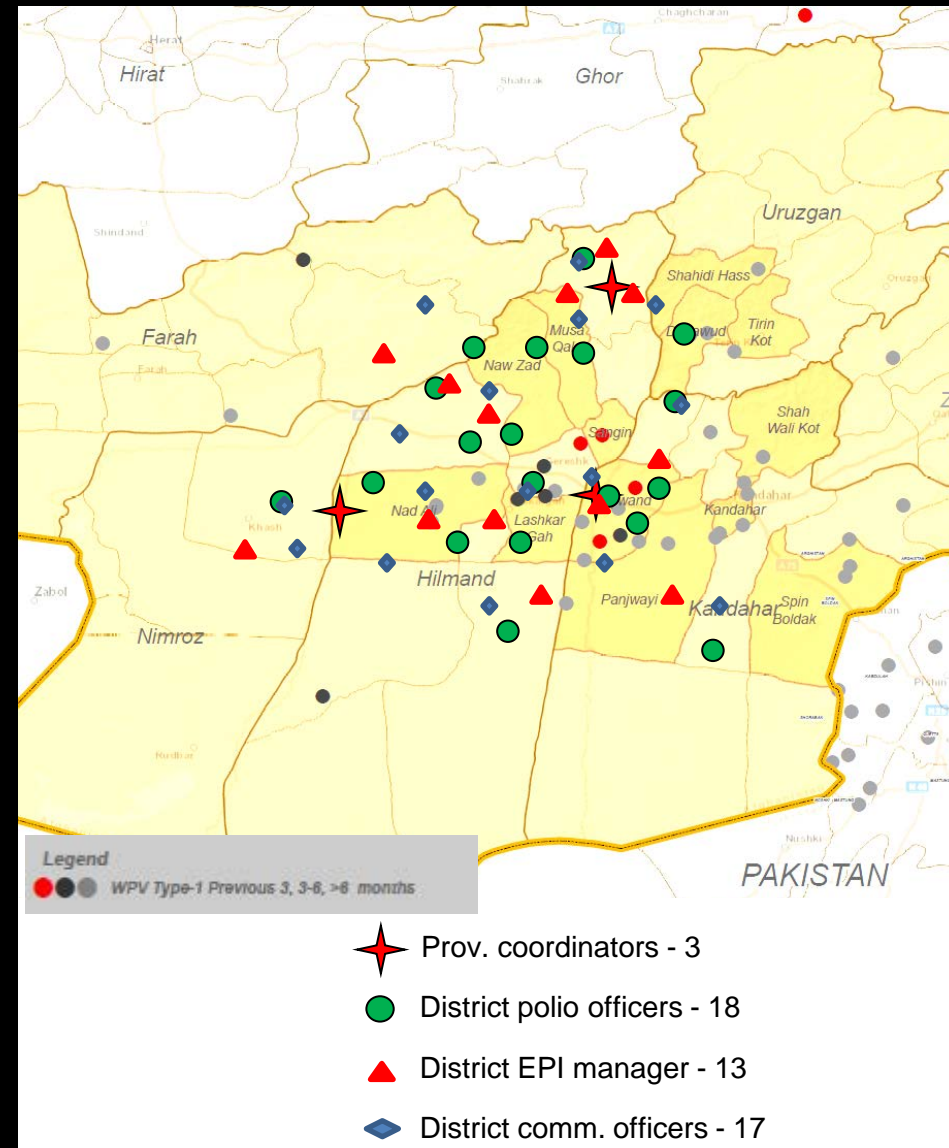 Chaghcharan
Herat
Hirat
Ghor
Shahrak
Uruzgan
Shindand
Shahidi Hass
Farah
Tirin
Kot
Musa
Naw Zad
Farah
Shah
Wali Kot
Sangin
Gereshk
Nad Ali
Kandahar
Kandahar
Lashkar
Gah
Khash
Hilmand
Zabol
Panjwayi
Kandahar
Spin
Boldak
Nimroz
Rudbar
Nushki
PAKISTAN
Legend
WPV Type-1 Previous 3, 3-6, >6 months
Prov. coordinators - 3
District polio officers - 18
District EPI manager - 13
District comm. officers - 17